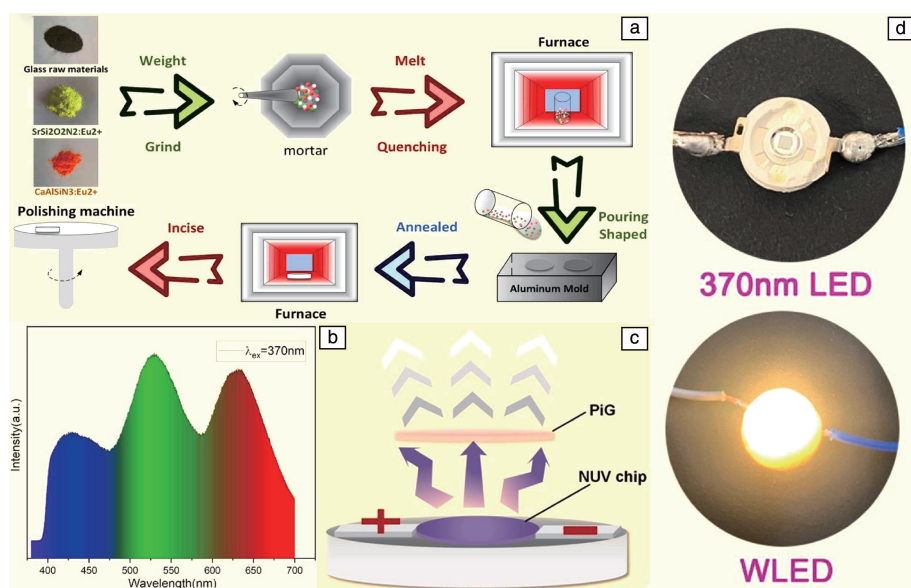 a
Glass raw materials
SrSi2O2N2:Eu2+
CaAlSiN3:Eu2+
Weight
Grind
mortar
Melt
Quenching
Furnace
Pouring
Shaped
Aluminum Mold
Annealed
Furnace
Incise
Polishing machine
b
λex=370nm
Intensity(a.u.)
400 450 500 550 600 650 700
Wavelength(nm)
c
PiG
NUV chip
+
−
d
370nm LED
WLED